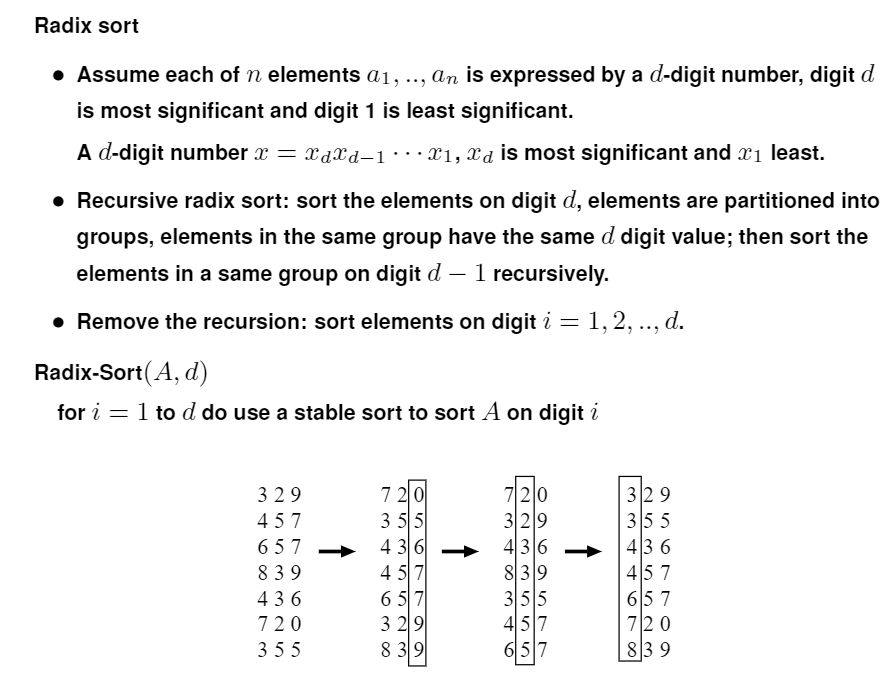 Radix sort
• Assume each of n elements a₁, .., aₙ is expressed by a d-digit number, digit d
is most significant and digit 1 is least significant.
A d-digit number x = x_d x_{d−1} ⋯ x₁, x_d is most significant and x₁ least.
• Recursive radix sort: sort the elements on digit d, elements are partitioned into
groups, elements in the same group have the same d digit value; then sort the
elements in a same group on digit d − 1 recursively.
• Remove the recursion: sort elements on digit i = 1, 2, .., d.
Radix-Sort(A, d)
for i = 1 to d do use a stable sort to sort A on digit i
3 2 9 7 2 0 7 2 0 3 2 9
4 5 7 3 5 5 3 2 9 3 5 5
6 5 7 4 3 6 4 3 6 4 3 6
8 3 9 4 5 7 8 3 9 4 5 7
4 3 6 6 5 7 3 5 5 6 5 7
7 2 0 3 2 9 4 5 7 7 2 0
3 5 5 8 3 9 6 5 7 8 3 9